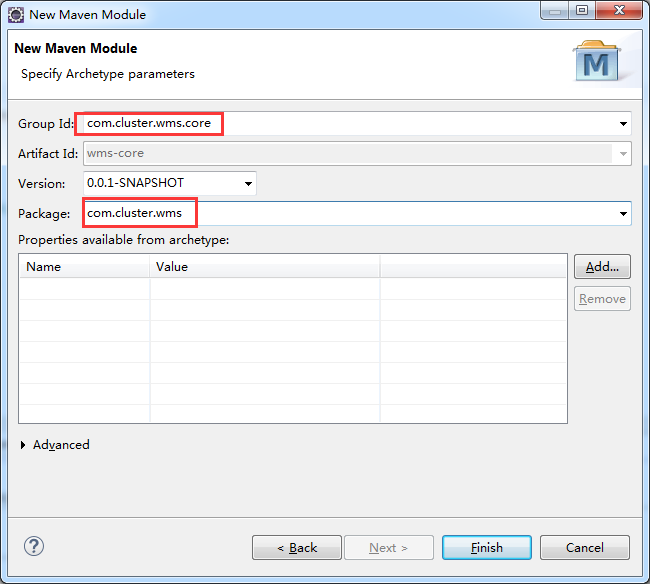 New Maven Module
New Maven Module
Specify Archetype parameters
M
Group Id: com.cluster.wms.core
Artifact Id: wms-core
Version: 0.0.1-SNAPSHOT
Package: com.cluster.wms
Properties available from archetype:
Name Value
Add...
Remove
Advanced
? < Back Next > Finish Cancel